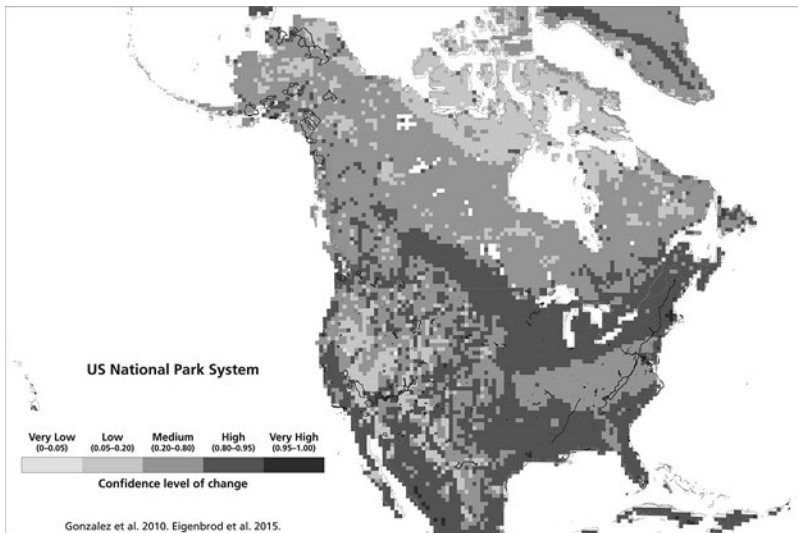 US National Park System
Very Low Low Medium High Very High
(0–0.05) (0.05–0.20) (0.20–0.80) (0.80–0.95) (0.95–1.00)
Confidence level of change
Gonzalez et al. 2010. Eigenbrod et al. 2015.